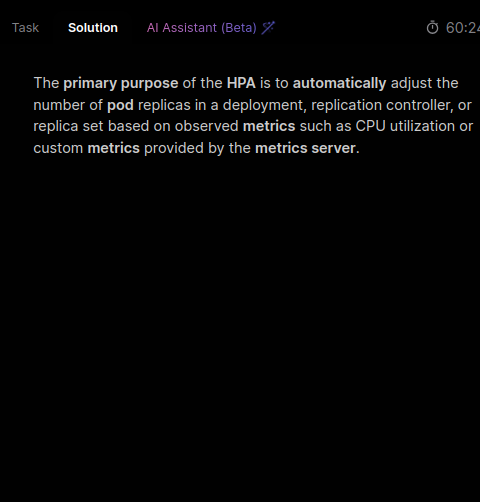 Task Solution AI Assistant (Beta) 60:24
The primary purpose of the HPA is to automatically adjust the
number of pod replicas in a deployment, replication controller, or
replica set based on observed metrics such as CPU utilization or
custom metrics provided by the metrics server.